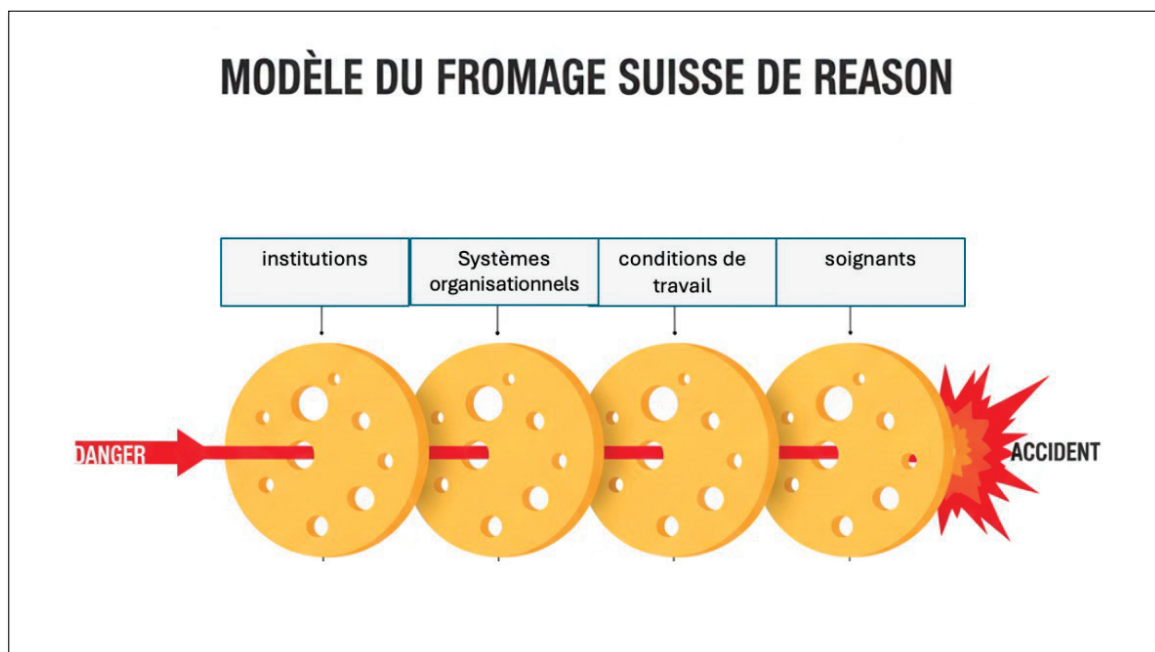 MODÈLE DU FROMAGE SUISSE DE REASON
institutions
Systèmes
organisationnels
conditions de
travail
soignants
DANGER
ACCIDENT